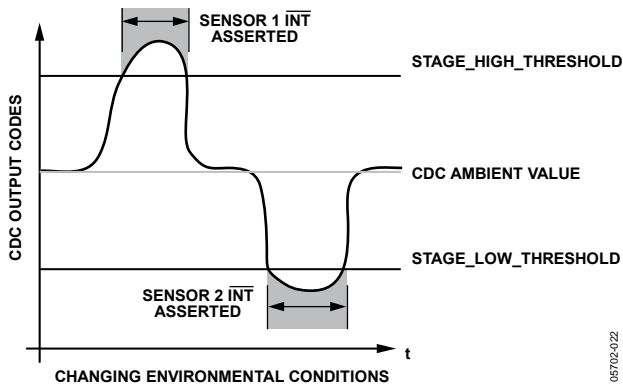 SENSOR 1 INT
ASSERTED
STAGE_HIGH_THRESHOLD
CDC OUTPUT CODES
CDC AMBIENT VALUE
STAGE_LOW_THRESHOLD
SENSOR 2 INT
ASSERTED
t
CHANGING ENVIRONMENTAL CONDITIONS
05702-022